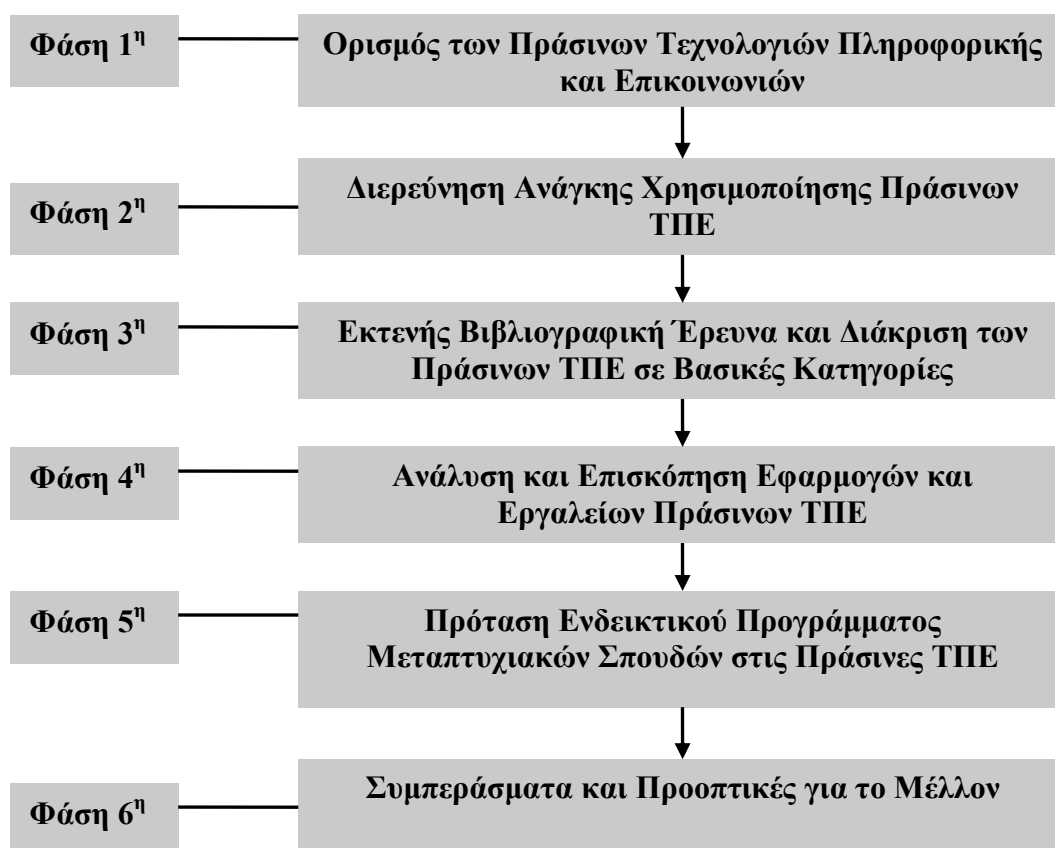 Φάση 1η
Ορισμός των Πράσινων Τεχνολογιών Πληροφορικής
και Επικοινωνιών
Φάση 2η
Διερεύνηση Ανάγκης Χρησιμοποίησης Πράσινων
ΤΠΕ
Φάση 3η
Εκτενής Βιβλιογραφική Έρευνα και Διάκριση των
Πράσινων ΤΠΕ σε Βασικές Κατηγορίες
Φάση 4η
Ανάλυση και Επισκόπηση Εφαρμογών και
Εργαλείων Πράσινων ΤΠΕ
Φάση 5η
Πρόταση Ενδεικτικού Προγράμματος
Μεταπτυχιακών Σπουδών στις Πράσινες ΤΠΕ
Φάση 6η
Συμπεράσματα και Προοπτικές για το Μέλλον